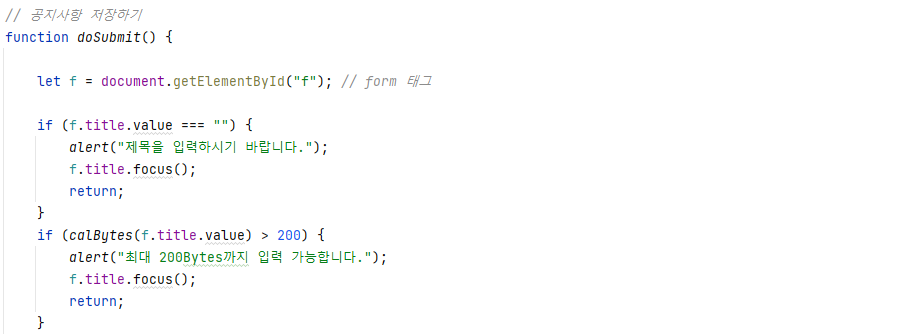 // 공지사항 저장하기
function doSubmit() {
let f = document.getElementById("f"); // form 태그
if (f.title.value === "") {
alert("제목을 입력하시기 바랍니다.");
f.title.focus();
return;
}
if (calBytes(f.title.value) > 200) {
alert("최대 200Bytes까지 입력 가능합니다.");
f.title.focus();
return;
}